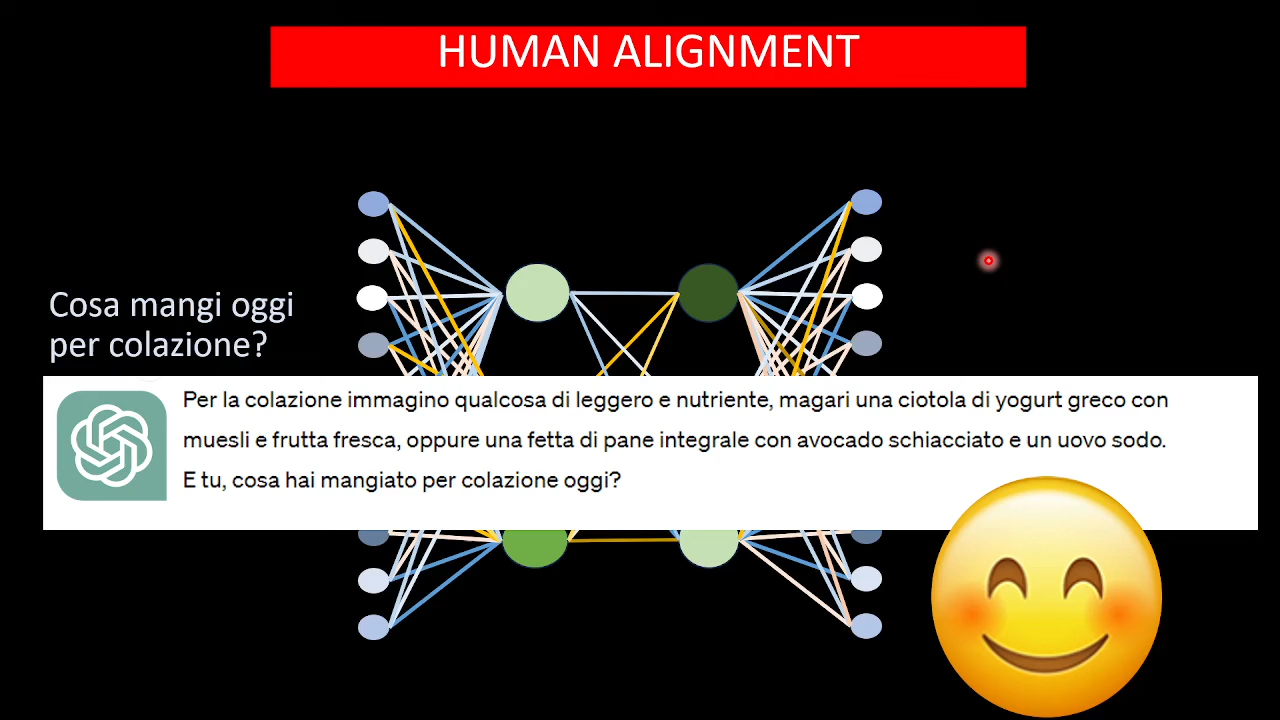 HUMAN ALIGNMENT
Cosa mangi oggi
per colazione?
Per la colazione immagino qualcosa di leggero e nutriente, magari una ciotola di yogurt greco con
muesli e frutta fresca, oppure una fetta di pane integrale con avocado schiacciato e un uovo sodo.
E tu, cosa hai mangiato per colazione oggi?